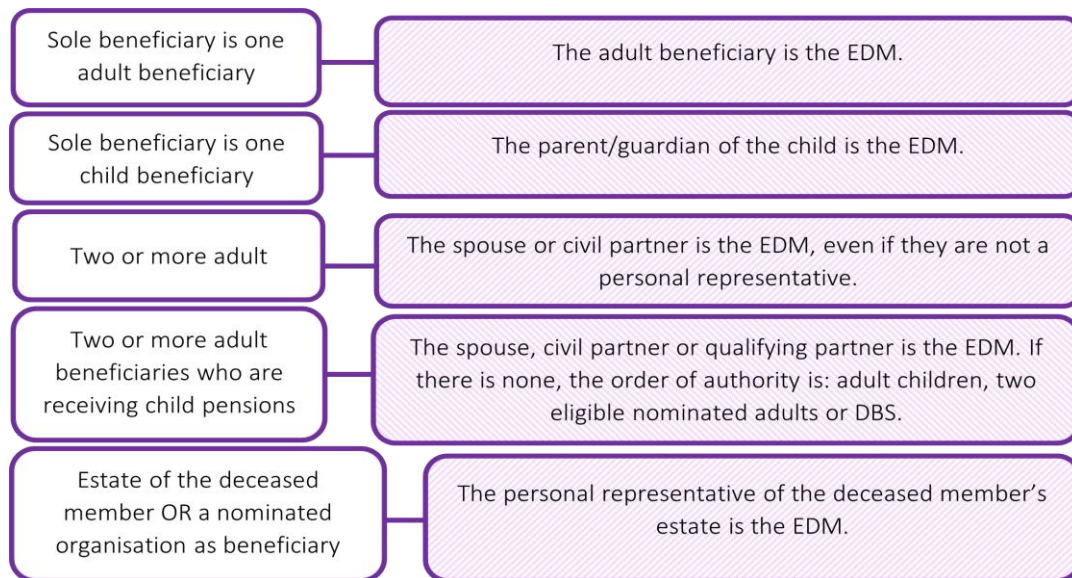 Sole beneficiary is one
adult beneficiary
The adult beneficiary is the EDM.
Sole beneficiary is one
child beneficiary
The parent/guardian of the child is the EDM.
Two or more adult
The spouse or civil partner is the EDM, even if they are not a
personal representative.
Two or more adult
beneficiaries who are
receiving child pensions
The spouse, civil partner or qualifying partner is the EDM. If
there is none, the order of authority is: adult children, two
eligible nominated adults or DBS.
Estate of the deceased
member OR a nominated
organisation as beneficiary
The personal representative of the deceased member's
estate is the EDM.